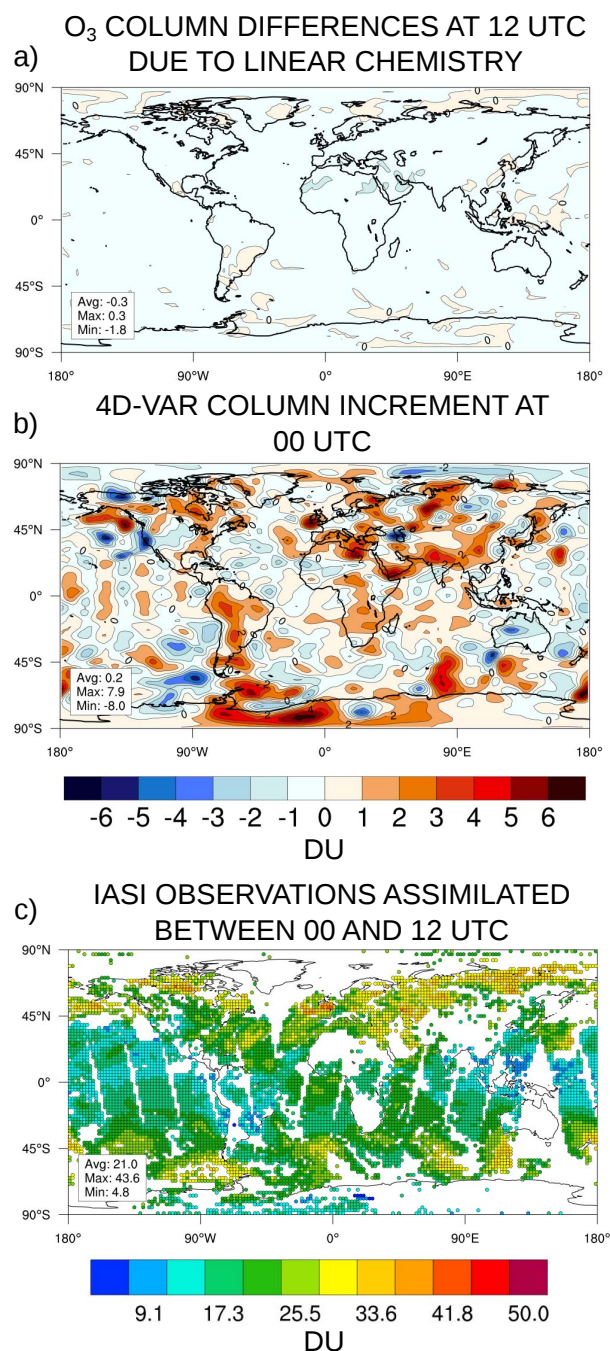 O₃ COLUMN DIFFERENCES AT 12 UTC
a) DUE TO LINEAR CHEMISTRY
90°N
45°N
0°
45°S
90°S
Avg: -0.3
Max: 0.3
Min: -1.8
180° 90°W 0° 90°E 180°
4D-VAR COLUMN INCREMENT AT
b) 00 UTC
90°N
45°N
0°
45°S
90°S
Avg: 0.2
Max: 7.9
Min: -8.0
180° 90°W 0° 90°E 180°
-6 -5 -4 -3 -2 -1 0 1 2 3 4 5 6
DU
IASI OBSERVATIONS ASSIMILATED
c) BETWEEN 00 AND 12 UTC
90°N
45°N
0°
45°S
90°S
Avg: 21.0
Max: 43.6
Min: 4.8
180° 90°W 0° 90°E 180°
9.1 17.3 25.5 33.6 41.8 50.0
DU